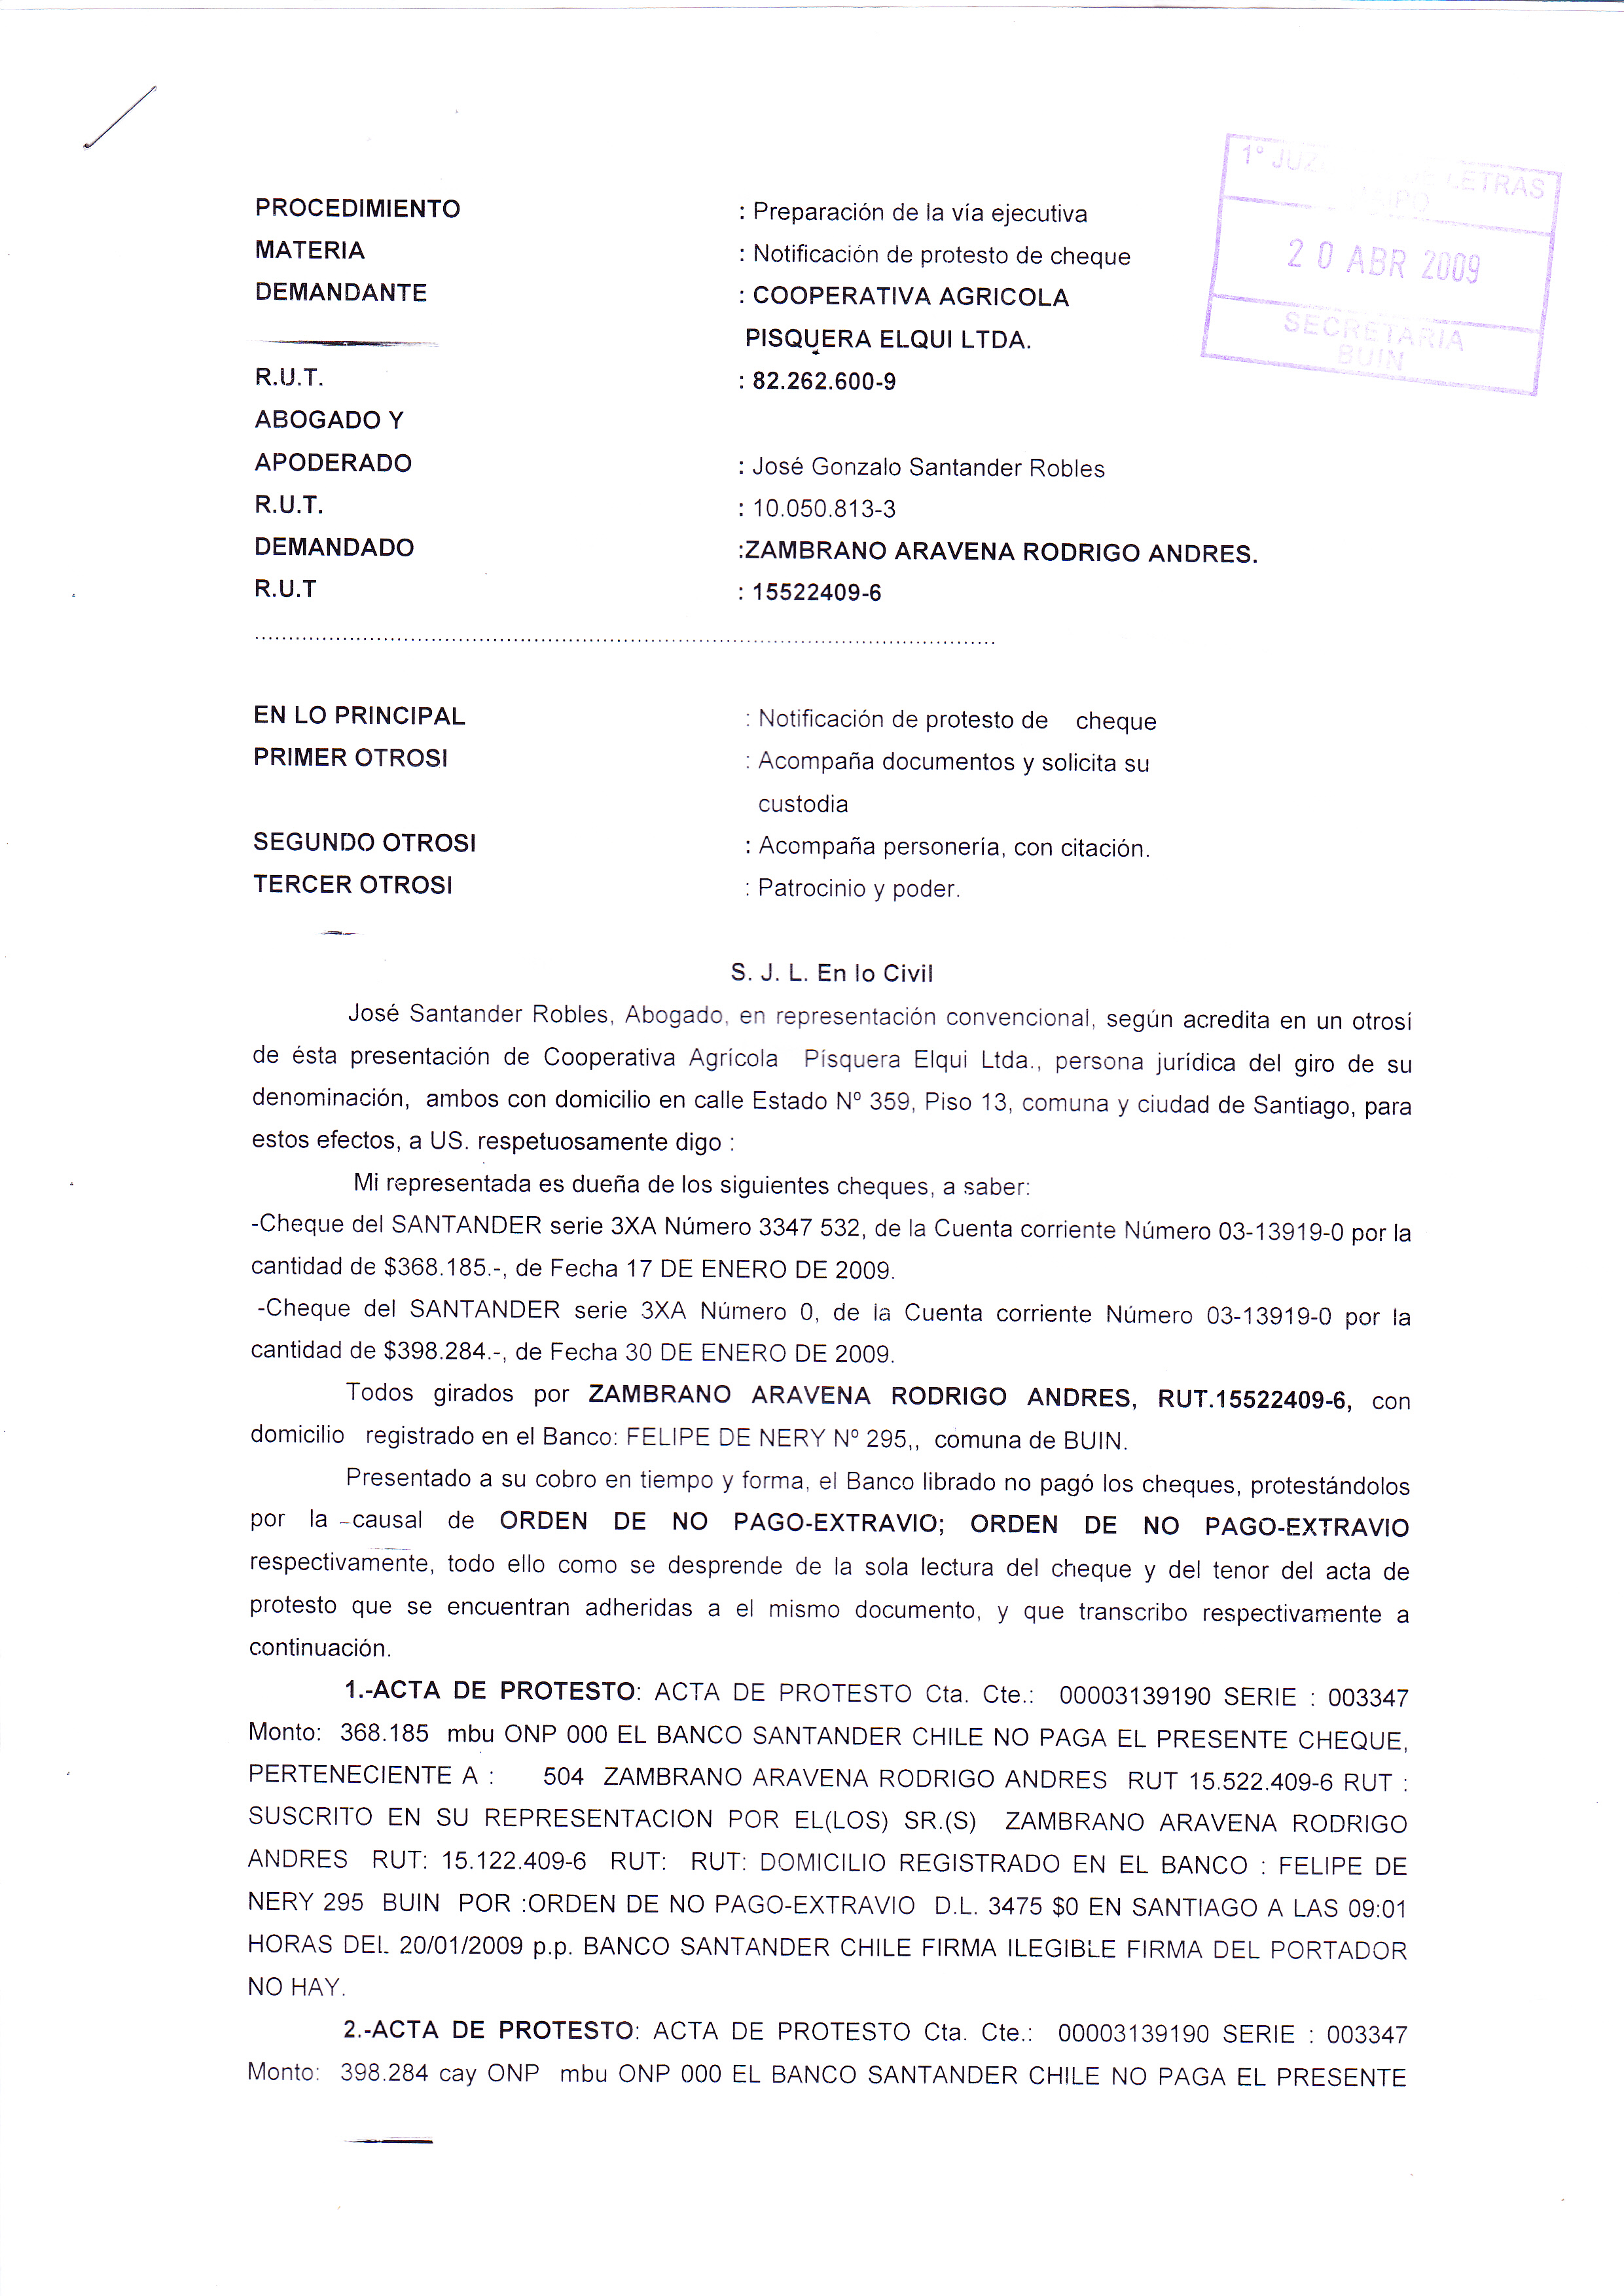 1º JUZ LETRAS
20 ABR 2009
SECRETARIA
BUIN
PROCEDIMIENTO : Preparación de la vía ejecutiva
MATERIA : Notificación de protesto de cheque
DEMANDANTE : COOPERATIVA AGRICOLA
PISQUERA ELQUI LTDA.
R.U.T. : 82.262.600-9
ABOGADO Y
APODERADO : José Gonzalo Santander Robles
R.U.T. : 10.050.813-3
DEMANDADO :ZAMBRANO ARAVENA RODRIGO ANDRES.
R.U.T : 15522409-6
EN LO PRINCIPAL : Notificación de protesto de cheque
PRIMER OTROSI : Acompaña documentos y solicita su
custodia
SEGUNDO OTROSI : Acompaña personería, con citación.
TERCER OTROSI : Patrocinio y poder.
S. J. L. En lo Civil
José Santander Robles, Abogado, en representación convencional, según acredita en un otrosí
de ésta presentación de Cooperativa Agrícola Pisquera Elqui Ltda., persona jurídica del giro de su
denominación, ambos con domicilio en calle Estado Nº 359, Piso 13, comuna y ciudad de Santiago, para
estos efectos, a US. respetuosamente digo :
Mi representada es dueña de los siguientes cheques, a saber:
-Cheque del SANTANDER serie 3XA Número 3347 532, de la Cuenta corriente Número 03-13919-0 por la
cantidad de $368.185.-, de Fecha 17 DE ENERO DE 2009.
-Cheque del SANTANDER serie 3XA Número 0, de la Cuenta corriente Número 03-13919-0 por la
cantidad de $398.284.-, de Fecha 30 DE ENERO DE 2009.
Todos girados por ZAMBRANO ARAVENA RODRIGO ANDRES, RUT.15522409-6, con
domicilio registrado en el Banco: FELIPE DE NERY Nº 295,, comuna de BUIN.
Presentado a su cobro en tiempo y forma, el Banco librado no pagó los cheques, protestándolos
por la causal de ORDEN DE NO PAGO-EXTRAVIO; ORDEN DE NO PAGO-EXTRAVIO
respectivamente, todo ello como se desprende de la sola lectura del cheque y del tenor del acta de
protesto que se encuentran adheridas a el mismo documento, y que transcribo respectivamente a
continuación.
1.-ACTA DE PROTESTO: ACTA DE PROTESTO Cta. Cte.: 00003139190 SERIE : 003347
Monto: 368.185 mbu ONP 000 EL BANCO SANTANDER CHILE NO PAGA EL PRESENTE CHEQUE,
PERTENECIENTE A : 504 ZAMBRANO ARAVENA RODRIGO ANDRES RUT 15.522.409-6 RUT :
SUSCRITO EN SU REPRESENTACION POR EL(LOS) SR.(S) ZAMBRANO ARAVENA RODRIGO
ANDRES RUT: 15.122.409-6 RUT: RUT: DOMICILIO REGISTRADO EN EL BANCO : FELIPE DE
NERY 295 BUIN POR :ORDEN DE NO PAGO-EXTRAVIO D.L. 3475 $0 EN SANTIAGO A LAS 09:01
HORAS DEL 20/01/2009 p.p. BANCO SANTANDER CHILE FIRMA ILEGIBLE FIRMA DEL PORTADOR
NO HAY.
2.-ACTA DE PROTESTO: ACTA DE PROTESTO Cta. Cte.: 00003139190 SERIE : 003347
Monto: 398.284 cay ONP mbu ONP 000 EL BANCO SANTANDER CHILE NO PAGA EL PRESENTE